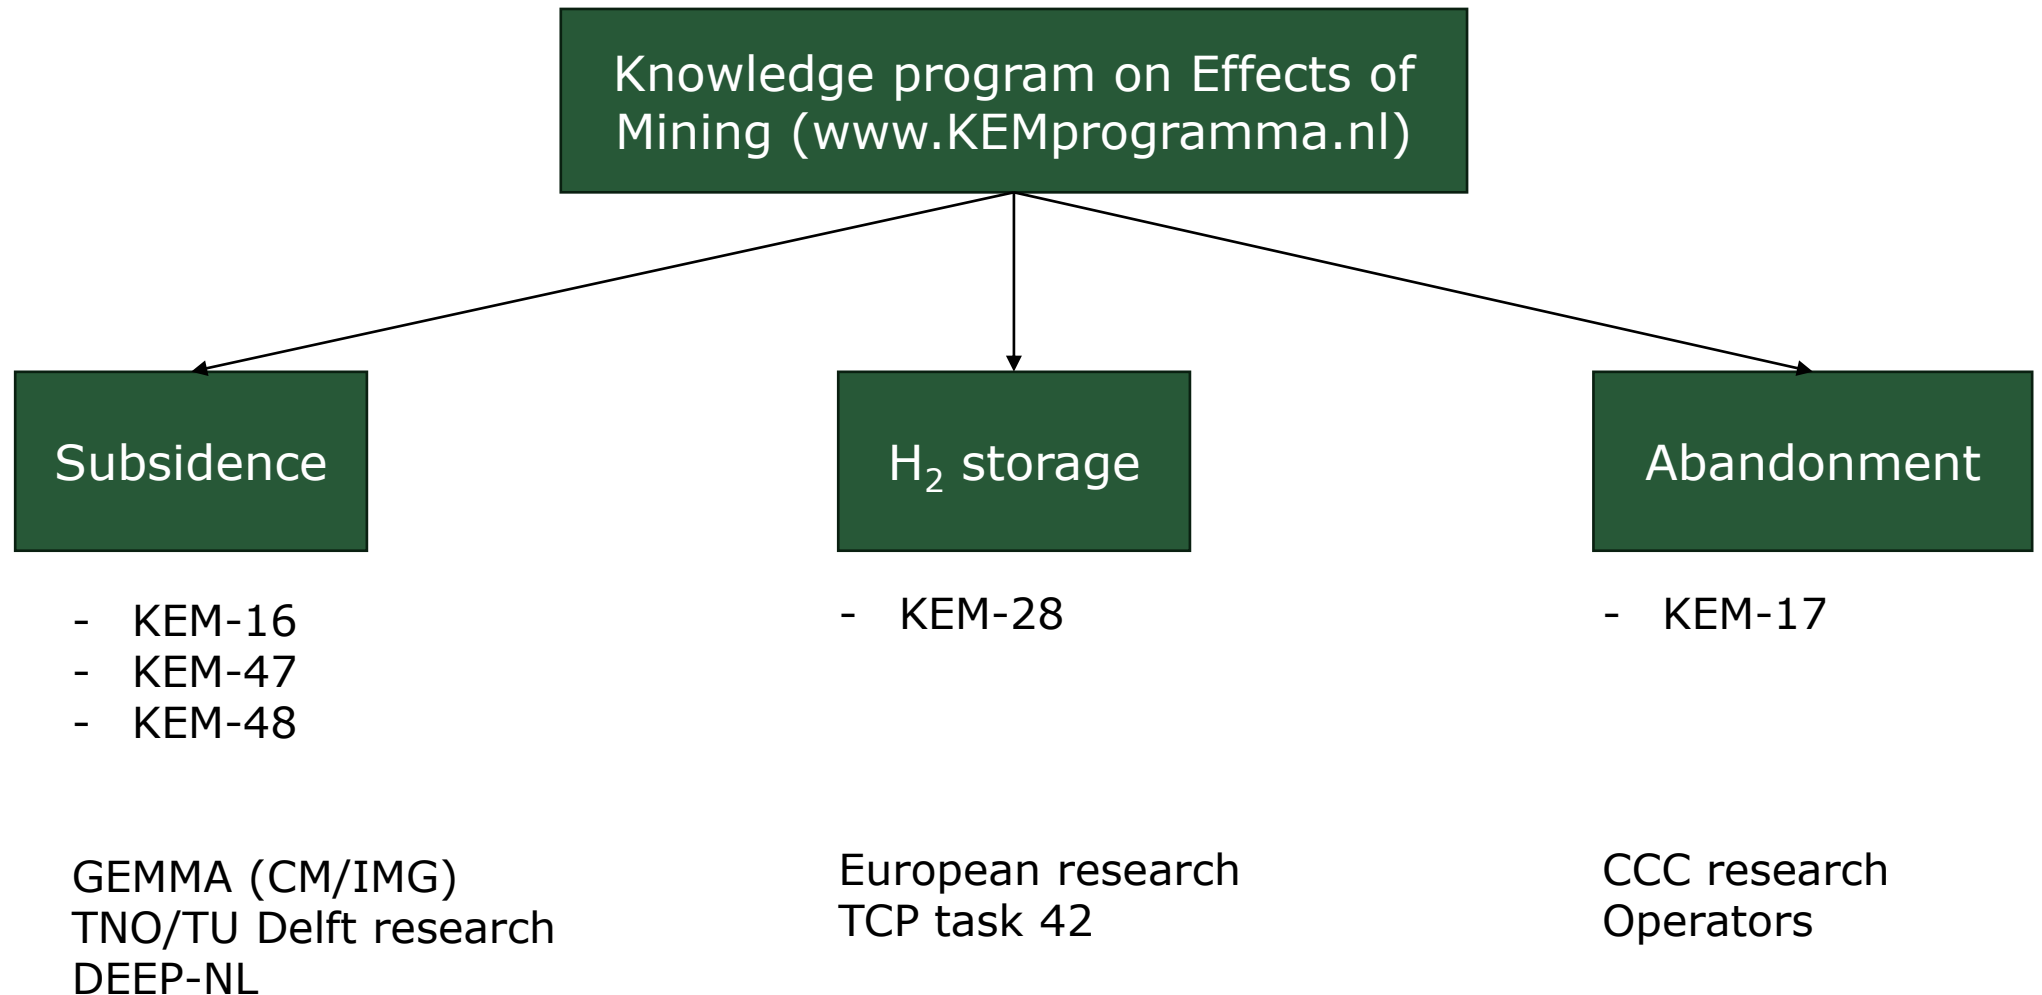 Knowledge program on Effects of
Mining (www.KEMprogramma.nl)
Subsidence
H₂ storage
Abandonment
- KEM-16
- KEM-47
- KEM-48
- KEM-28
- KEM-17
GEMMA (CM/IMG)
TNO/TU Delft research
DEEP-NL
European research
TCP task 42
CCC research
Operators